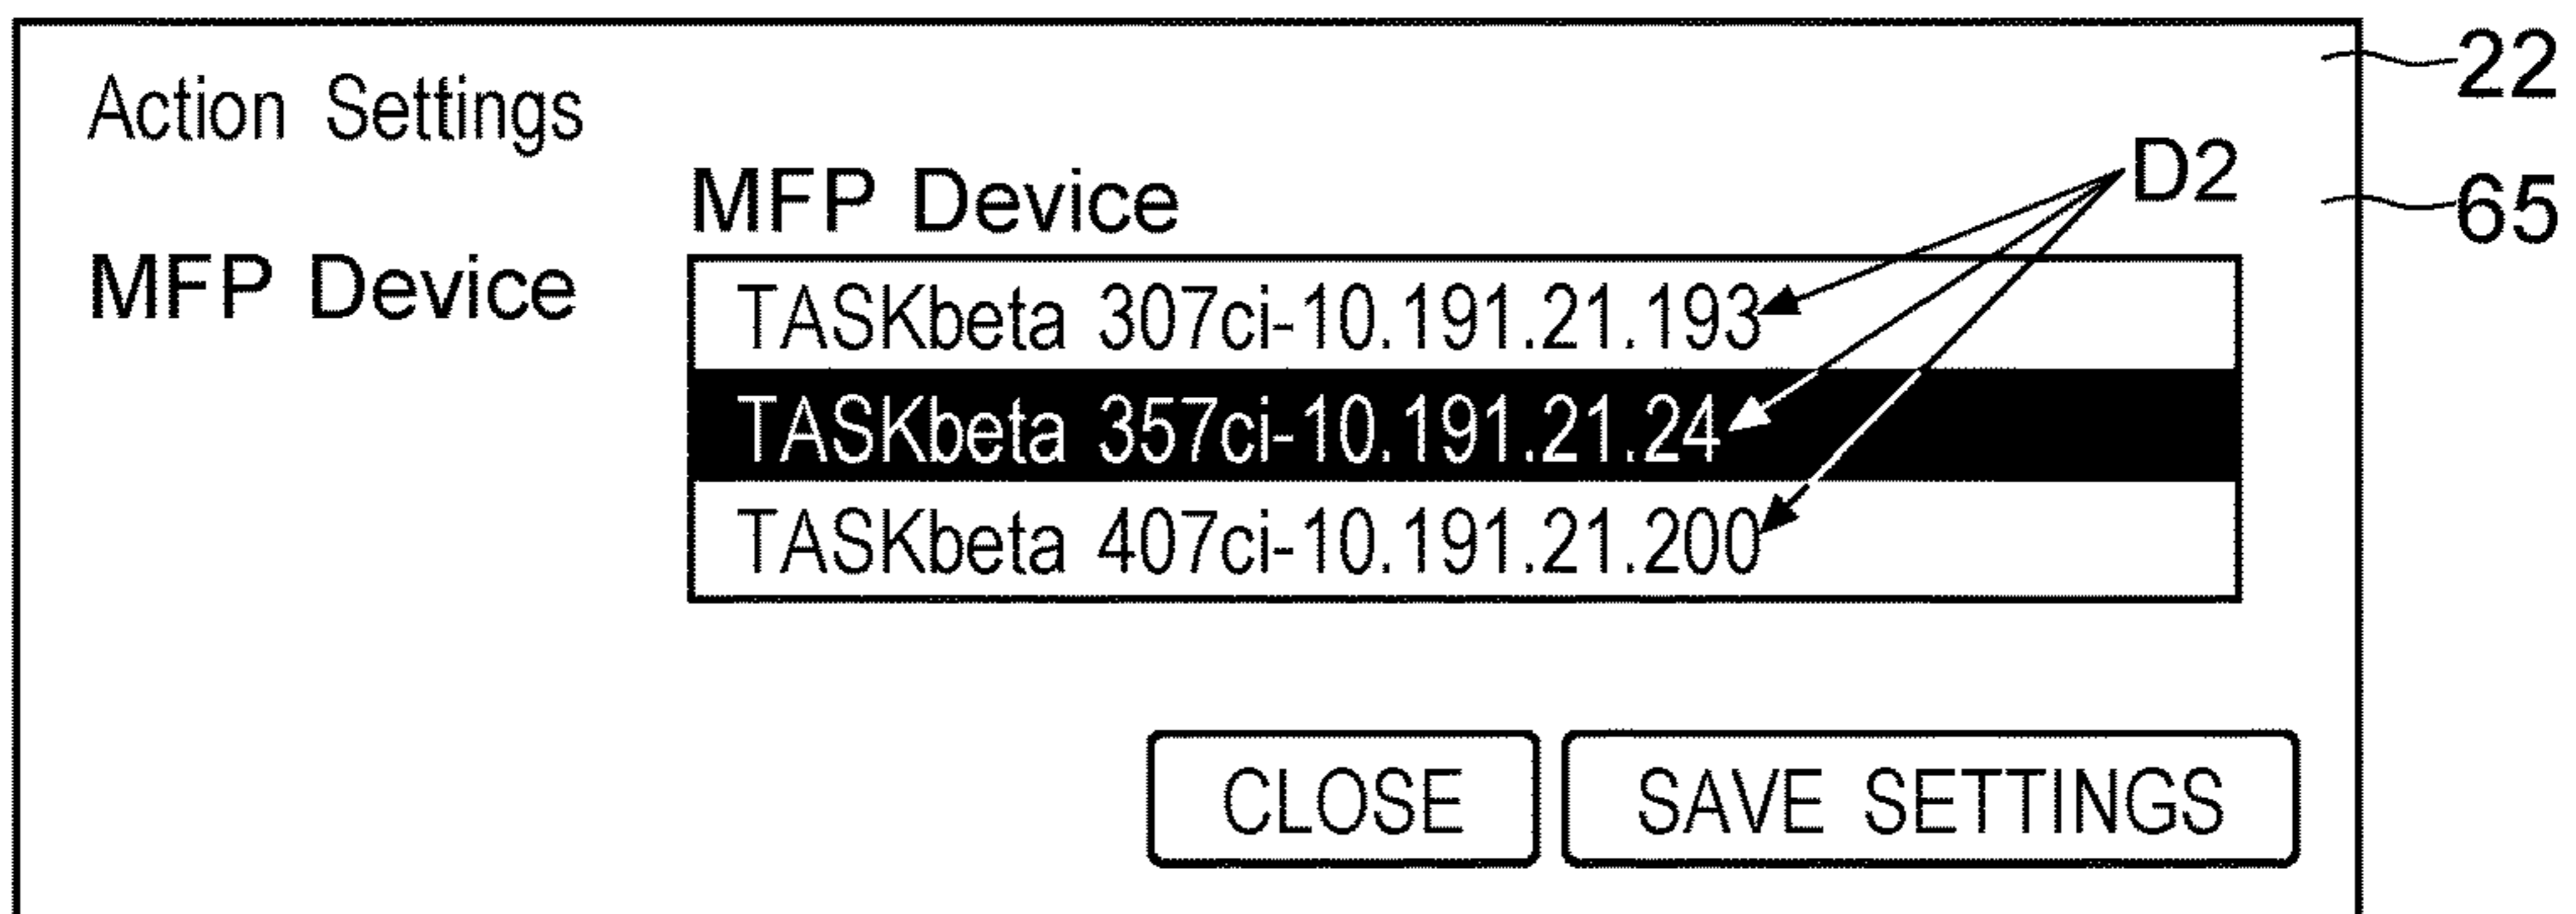 Action Settings
22
D2
MFP Device
65
MFP Device
TASKbeta 307ci-10.191.21.193
TASKbeta 357ci-10.191.21.24
TASKbeta 407ci-10.191.21.200
CLOSE
SAVE SETTINGS